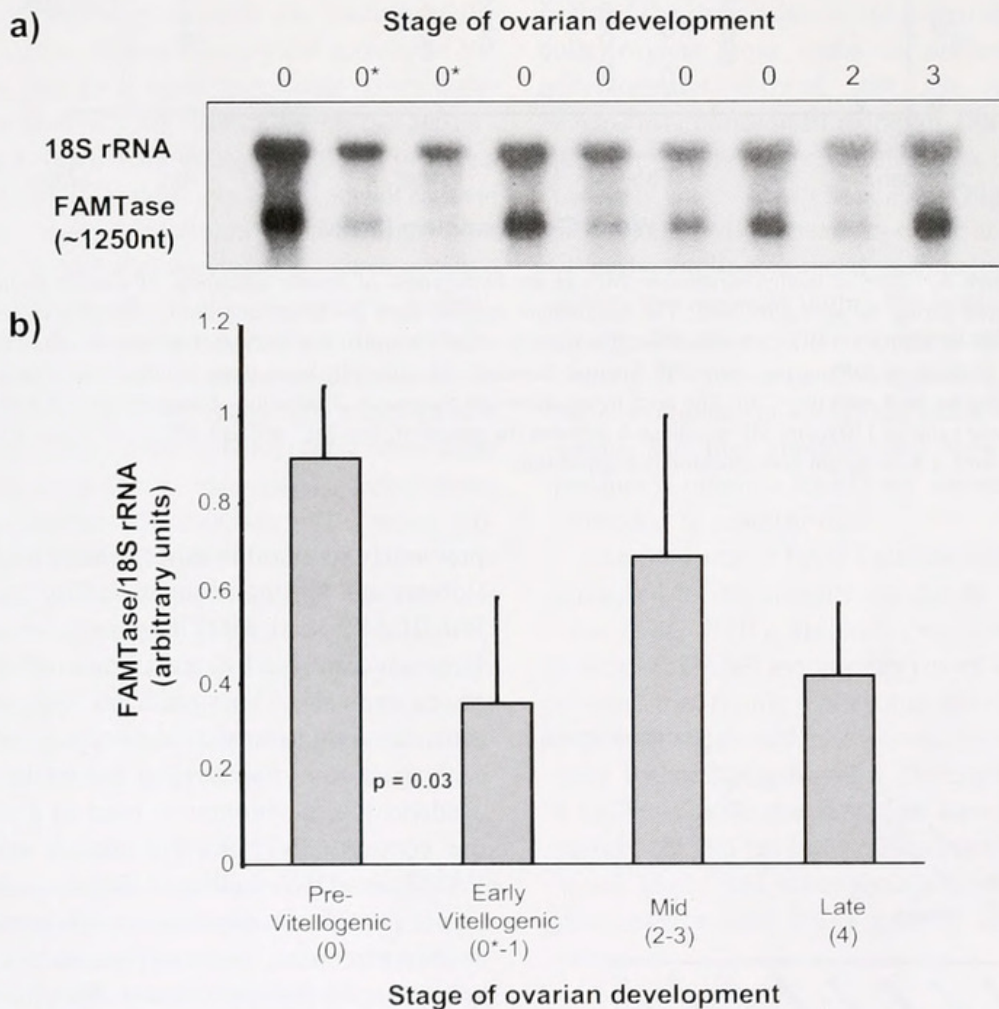 a)
Stage of ovarian development
0 0* 0* 0 0 0 0 2 3
18S rRNA
FAMTase
(~1250nt)
b)
FAMTase/18S rRNA
(arbitrary units)
1.2
1
0.8
0.6
0.4
0.2
0
p = 0.03
Pre-
Vitellogenic
(0)
Early
Vitellogenic
(0*-1)
Mid
(2-3)
Late
(4)
Stage of ovarian development